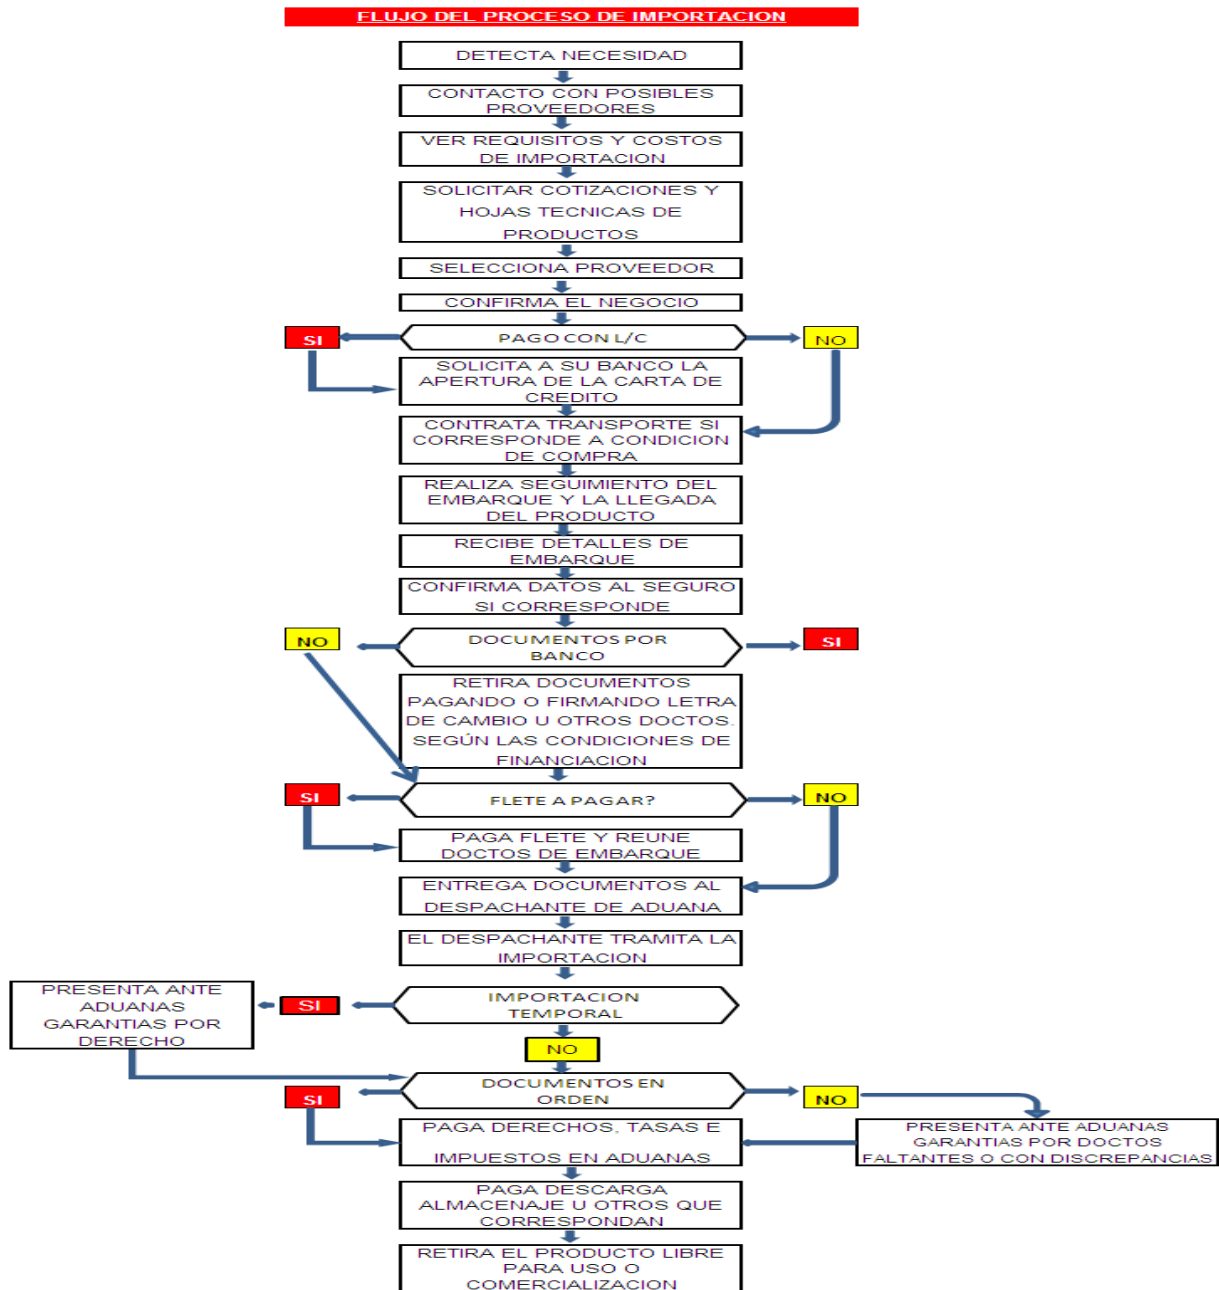 FLUJO DEL PROCESO DE IMPORTACION
DETECTA NECESIDAD
CONTACTO CON POSIBLES
PROVEEDORES
VER REQUISITOS Y COSTOS
DE IMPORTACION
SOLICITAR COTIZACIONES Y
HOJAS TECNICAS DE
PRODUCTOS
SELECCIONA PROVEEDOR
CONFIRMA EL NEGOCIO
SI
PAGO CON L/C
NO
SOLICITA A SU BANCO LA
APERTURA DE LA CARTA DE
CREDITO
CONTRATA TRANSPORTE SI
CORRESPONDE A CONDICION
DE COMPRA
REALIZA SEGUIMIENTO DEL
EMBARQUE Y LA LLEGADA
DEL PRODUCTO
RECIBE DETALLES DE
EMBARQUE
CONFIRMA DATOS AL SEGURO
SI CORRESPONDE
NO
DOCUMENTOS POR
BANCO
SI
RETIRA DOCUMENTOS
PAGANDO O FIRMANDO LETRA
DE CAMBIO U OTROS DOCTOS.
SEGÚN LAS CONDICIONES DE
FINANCIACION
SI
FLETE A PAGAR?
NO
PAGA FLETE Y REUNE
DOCTOS DE EMBARQUE
ENTREGA DOCUMENTOS AL
DESPACHANTE DE ADUANA
EL DESPACHANTE TRAMITA LA
IMPORTACION
PRESENTA ANTE
ADUANAS
GARANTIAS POR
DERECHO
SI
IMPORTACION
TEMPORAL
NO
SI
DOCUMENTOS EN
ORDEN
NO
PAGA DERECHOS, TASAS E
IMPUESTOS EN ADUANAS
PRESENTA ANTE ADUANAS
GARANTIAS POR DOCTOS
FALTANTES O CON DISCREPANCIAS
PAGA DESCARGA
ALMACENAJE U OTROS QUE
CORRESPONDAN
RETIRA EL PRODUCTO LIBRE
PARA USO O
COMERCIALIZACION